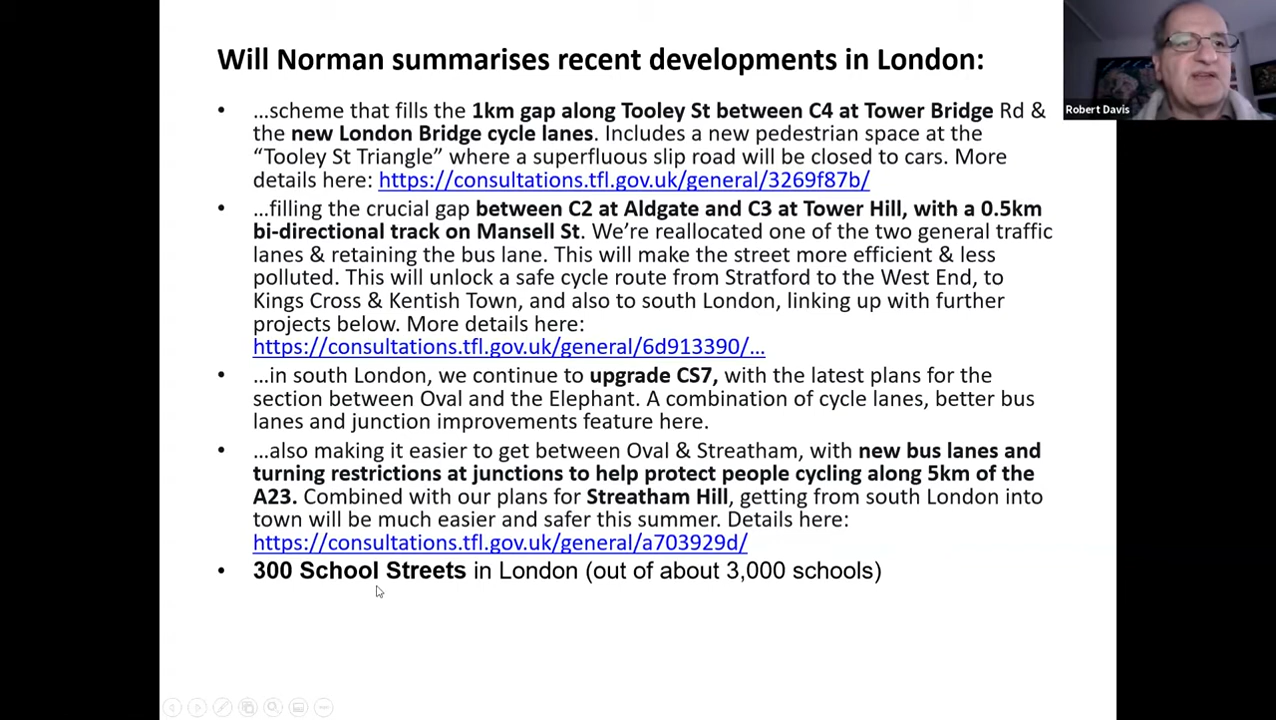 Will Norman summarises recent developments in London:
Robert Davis
• …scheme that fills the 1km gap along Tooley St between C4 at Tower Bridge Rd &
the new London Bridge cycle lanes. Includes a new pedestrian space at the
“Tooley St Triangle” where a superfluous slip road will be closed to cars. More
details here: https://consultations.tfl.gov.uk/general/3269f87b/
• …filling the crucial gap between C2 at Aldgate and C3 at Tower Hill, with a 0.5km
bi-directional track on Mansell St. We’re reallocated one of the two general traffic
lanes & retaining the bus lane. This will make the street more efficient & less
polluted. This will unlock a safe cycle route from Stratford to the West End, to
Kings Cross & Kentish Town, and also to south London, linking up with further
projects below. More details here:
https://consultations.tfl.gov.uk/general/6d913390/…
• …in south London, we continue to upgrade CS7, with the latest plans for the
section between Oval and the Elephant. A combination of cycle lanes, better bus
lanes and junction improvements feature here.
• …also making it easier to get between Oval & Streatham, with new bus lanes and
turning restrictions at junctions to help protect people cycling along 5km of the
A23. Combined with our plans for Streatham Hill, getting from south London into
town will be much easier and safer this summer. Details here:
https://consultations.tfl.gov.uk/general/a703929d/
• 300 School Streets in London (out of about 3,000 schools)